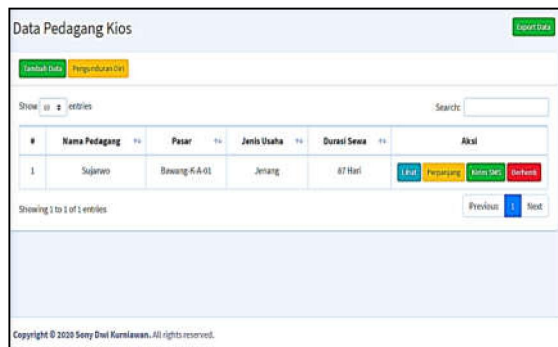 Data Pedagang Kios
Export Data
Tambah Data Pengunduran Diri
Show 10 entries Search:
# Nama Pedagang Pasar Jenis Usaha Durasi Sewa Aksi
1 Sujarwo Bawang-K-A-01 Jenang 87 Hari Lihat Perpanjang Kirim SMS Berhenti
Showing 1 to 1 of 1 entries Previous 1 Next
Copyright © 2020 Sony Dwi Kurniawan. All rights reserved.